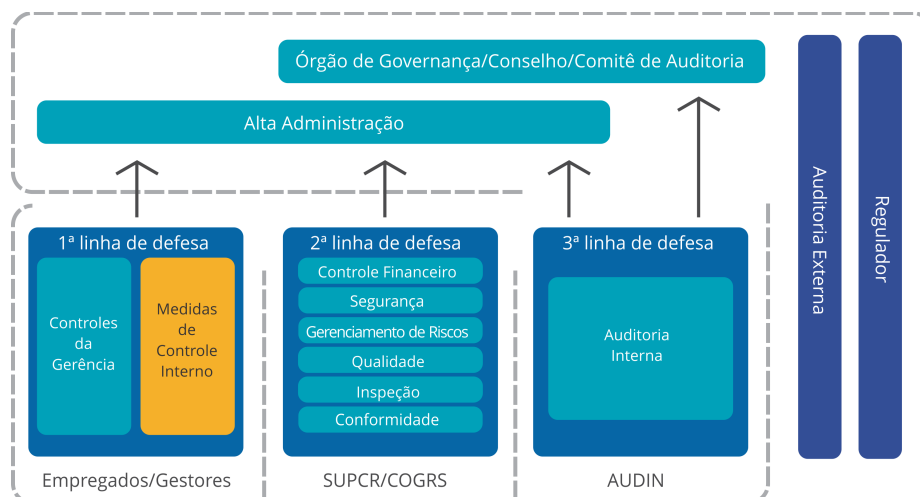 Órgão de Governança/Conselho/Comitê de Auditoria
Alta Administração
1ª linha de defesa
Controles
da
Gerência
Medidas
de
Controle
Interno
Empregados/Gestores
2ª linha de defesa
Controle Financeiro
Segurança
Gerenciamento de Riscos
Qualidade
Inspeção
Conformidade
SUPCR/COGRS
3ª linha de defesa
Auditoria
Interna
AUDIN
Auditoria Externa
Regulador